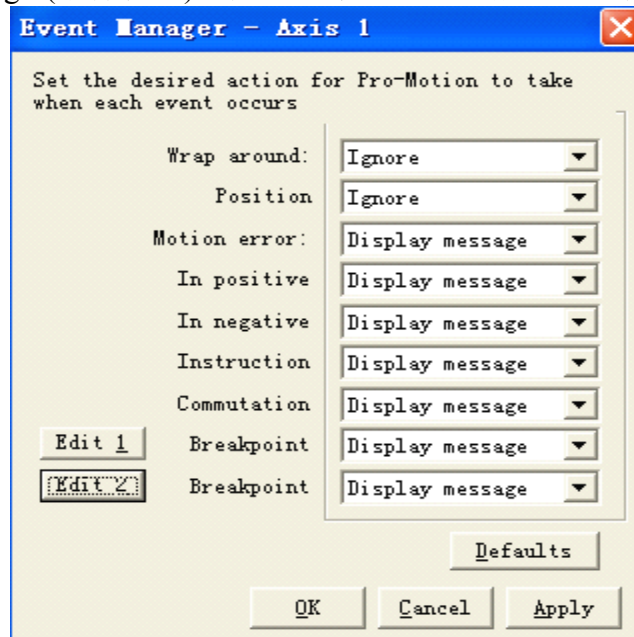 Event Manager - Axis 1
Set the desired action for Pro-Motion to take
when each event occurs
Wrap around: Ignore
Position Ignore
Motion error: Display message
In positive Display message
In negative Display message
Instruction Display message
Commutation Display message
Edit 1 Breakpoint Display message
Edit 2 Breakpoint Display message
Defaults
OK Cancel Apply